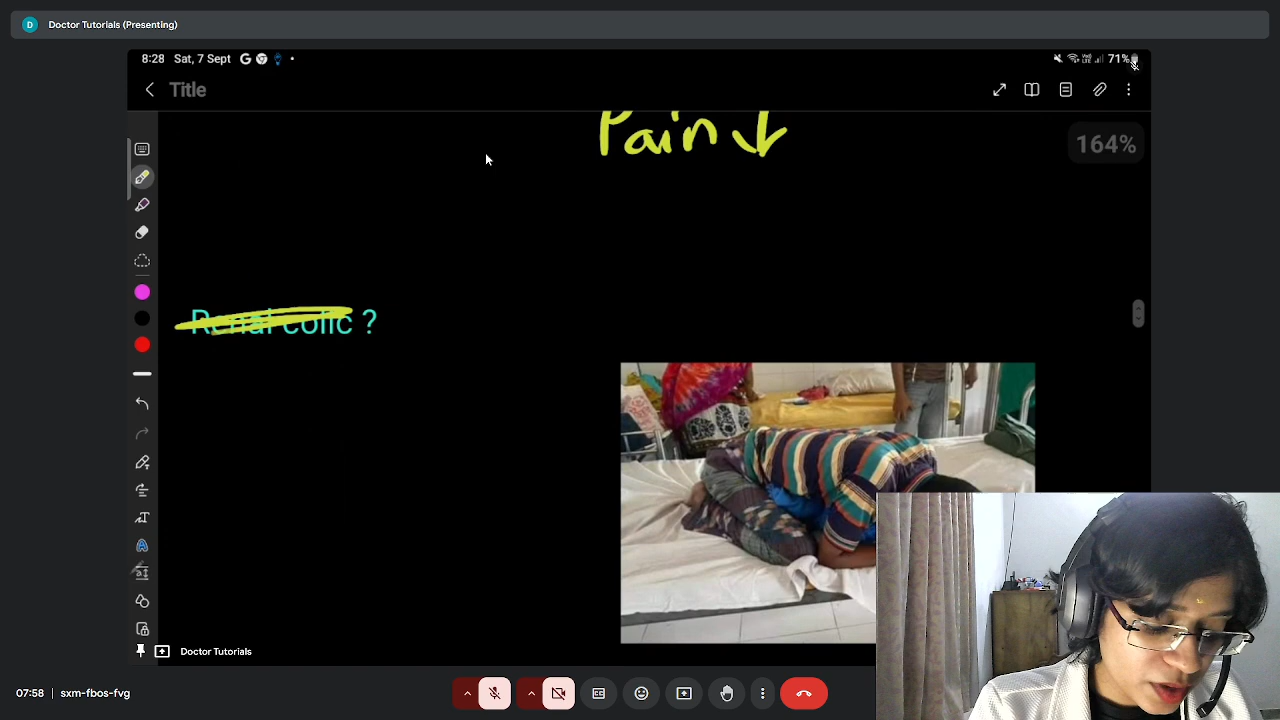 D Doctor Tutorials (Presenting)
8:28 Sat, 7 Sept G 71%
Title
Pain ↓
164%
Renal colic ?
Doctor Tutorials
07:58 | sxm-fbos-fvg